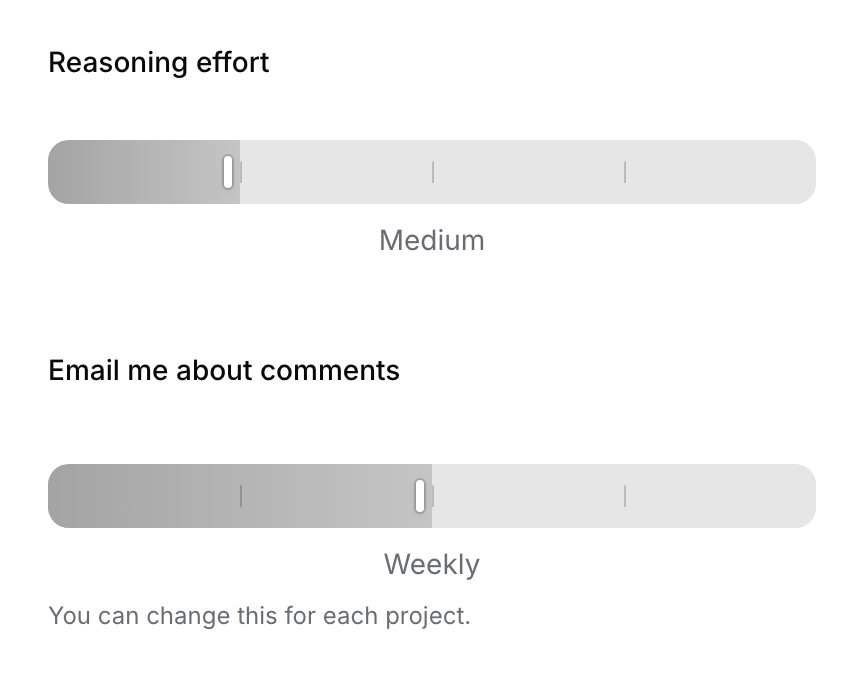 Reasoning effort
Medium
Email me about comments
Weekly
You can change this for each project.